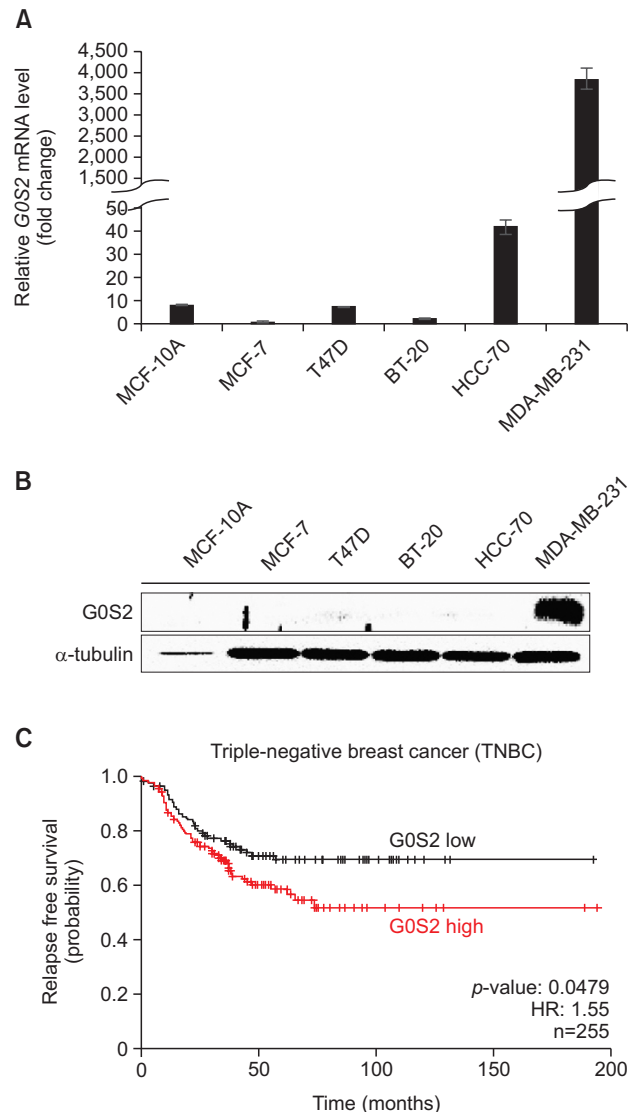 A
Relative G0S2 mRNA level
(fold change)
4,500
4,000
3,500
3,000
2,500
2,000
1,500
50
40
30
20
10
0
MCF-10A
MCF-7
T47D
BT-20
HCC-70
MDA-MB-231
B
MCF-10A
MCF-7
T47D
BT-20
HCC-70
MDA-MB-231
G0S2
α-tubulin
C
Triple-negative breast cancer (TNBC)
Relapse free survival
(probability)
1.0
0.8
0.6
0.4
0.2
0
G0S2 low
G0S2 high
p-value: 0.0479
HR: 1.55
n=255
0
50
100
150
200
Time (months)